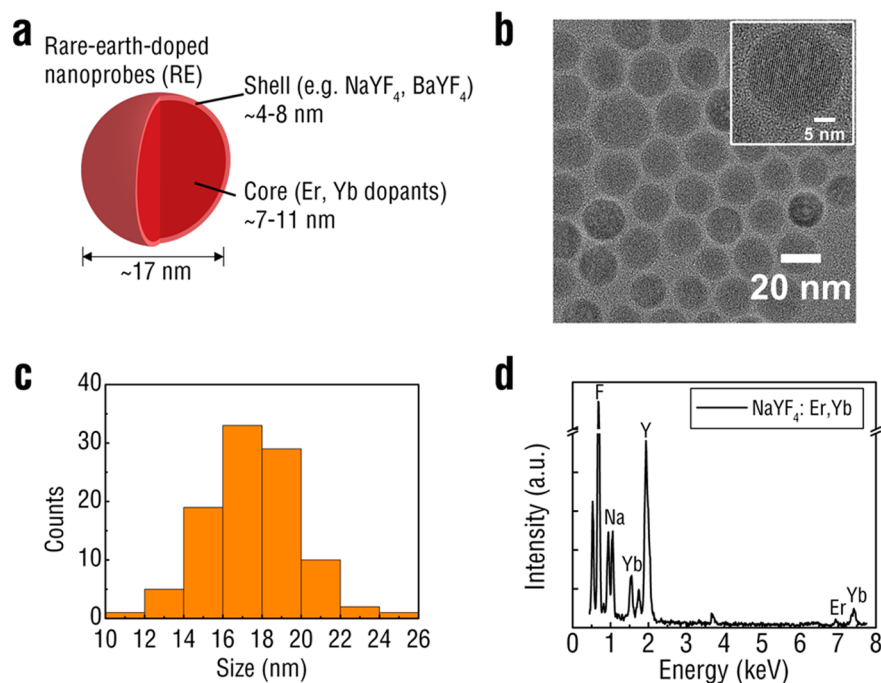 a
Rare-earth-doped
nanoprobes (RE)
Shell (e.g. NaYF₄, BaYF₄)
~4-8 nm
Core (Er, Yb dopants)
~7-11 nm
~17 nm
b
5 nm
20 nm
c
40
30
20
10
0
Counts
10 12 14 16 18 20 22 24 26
Size (nm)
d
F
NaYF₄: Er,Yb
Y
Na
Yb
Er Yb
Intensity (a.u.)
0 1 2 3 4 5 6 7 8
Energy (keV)